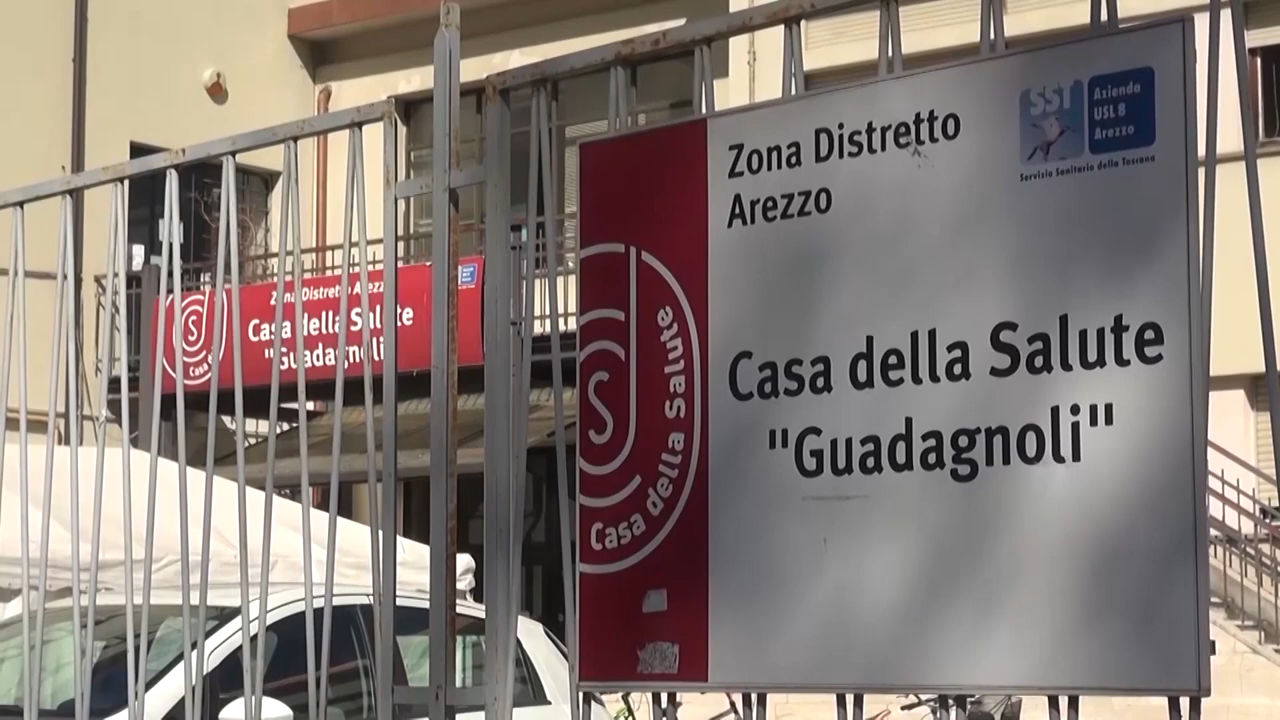 Zona Distretto
Arezzo
SST
Azienda
USL 8
Arezzo
Servizio Sanitario della Toscana
Casa della Salute
"Guadagnoli"
S
Casa della Salute
Zona Distretto Arezzo
Casa della Salute
"Guadagnoli"
S
Casa